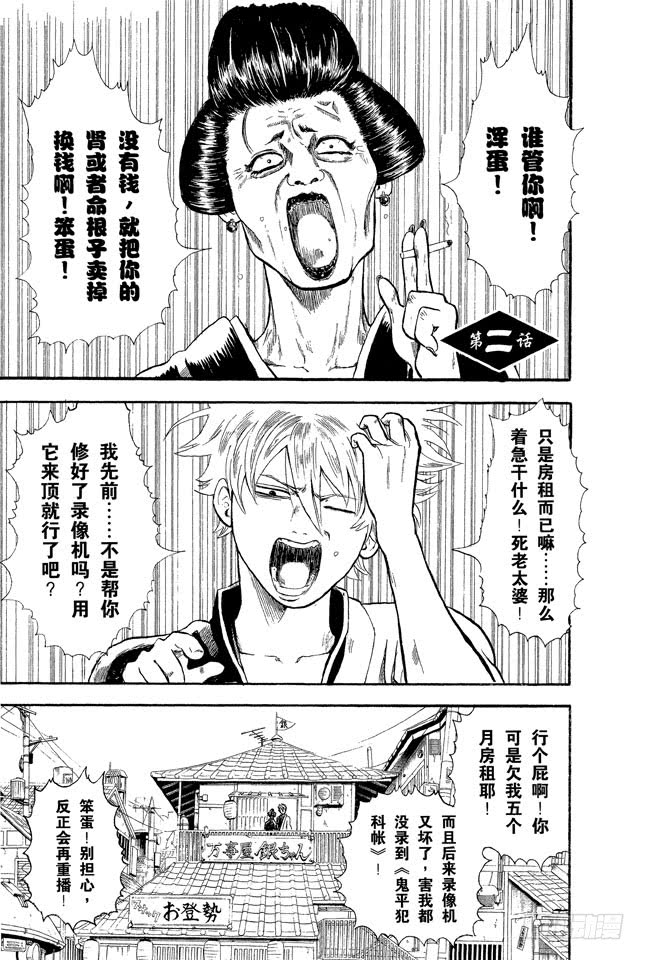 谁管你啊！
浑蛋！
没有钱，就把你的
肾或者命根子卖掉
换钱啊！笨蛋！
第二话
只是房租而已嘛……那么
着急干什么！死老太
婆！
我先前……不是帮你
修好了录像机吗？用
它来顶就行了吧？
行个屁啊！你
可是欠我五个
月房租耶！
而且后来录像机
又坏了，害我都
没录到《鬼平犯
科帐》！
笨蛋！别担心，
反正会再重播！
銀
万事屋銀ちゃん
お登勢